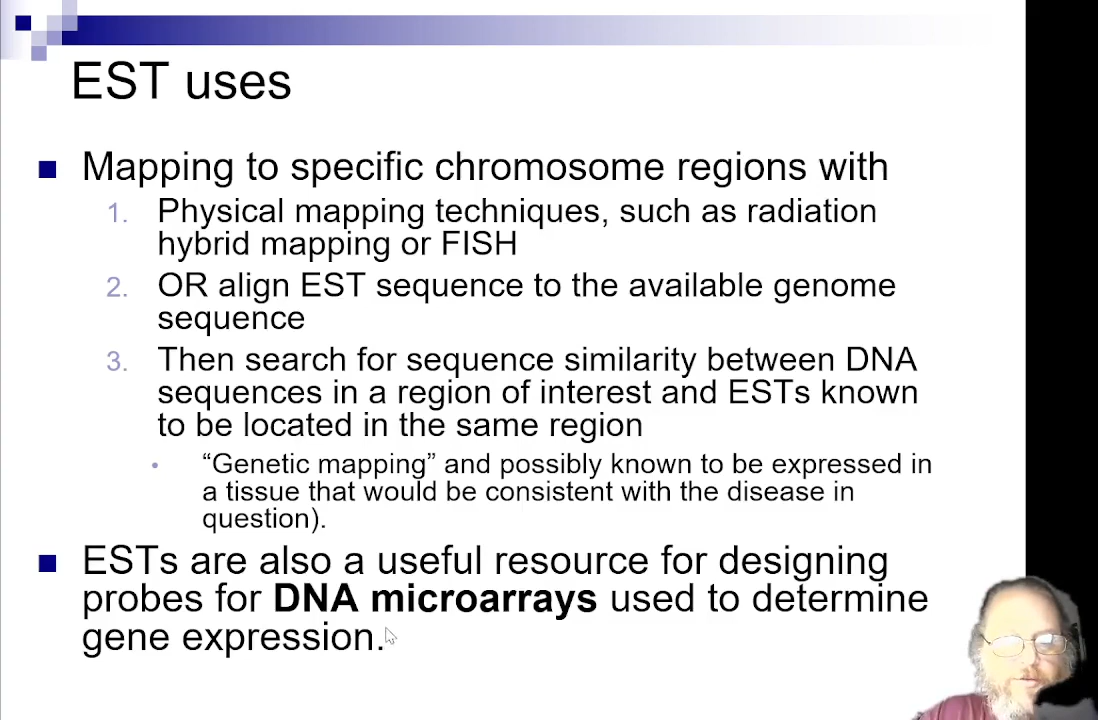 EST uses
Mapping to specific chromosome regions with
1. Physical mapping techniques, such as radiation
hybrid mapping or FISH
2. OR align EST sequence to the available genome
sequence
3. Then search for sequence similarity between DNA
sequences in a region of interest and ESTs known
to be located in the same region
• “Genetic mapping” and possibly known to be expressed in
a tissue that would be consistent with the disease in
question).
ESTs are also a useful resource for designing
probes for DNA microarrays used to determine
gene expression.